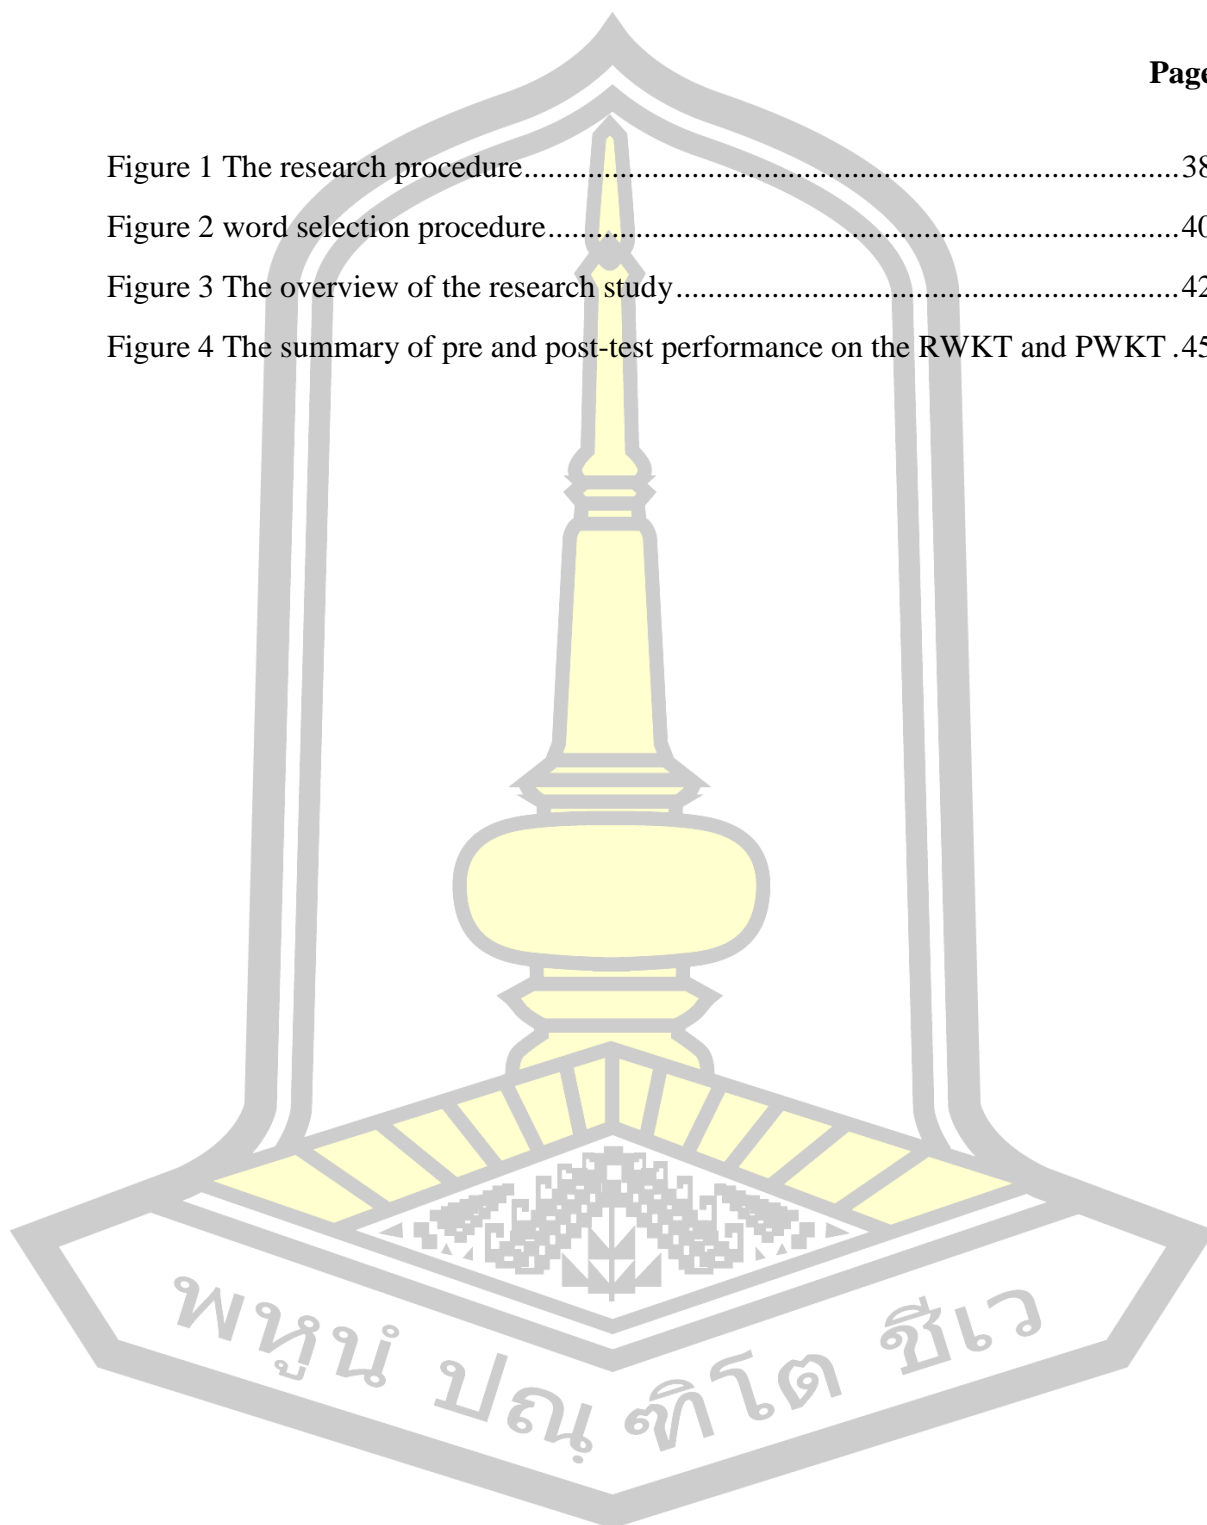 Page
Figure 1 The research procedure.................................................................................38
Figure 2 word selection procedure..............................................................................40
Figure 3 The overview of the research study..............................................................42
Figure 4 The summary of pre and post-test performance on the RWKT and PWKT .45
พหูนํ ปณฺ ฑิโต ชีเว